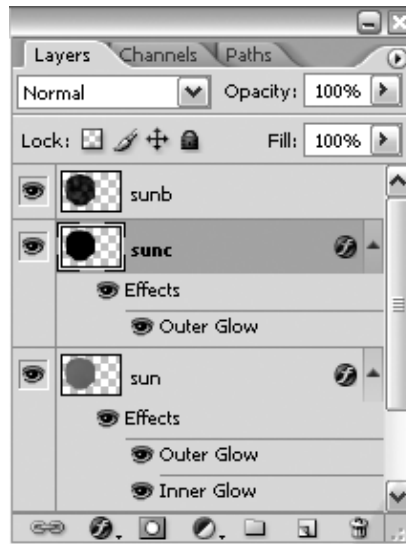 Layers Channels Paths
Normal Opacity: 100%
Lock: Fill: 100%
sunb
sunc
Effects
Outer Glow
sun
Effects
Outer Glow
Inner Glow